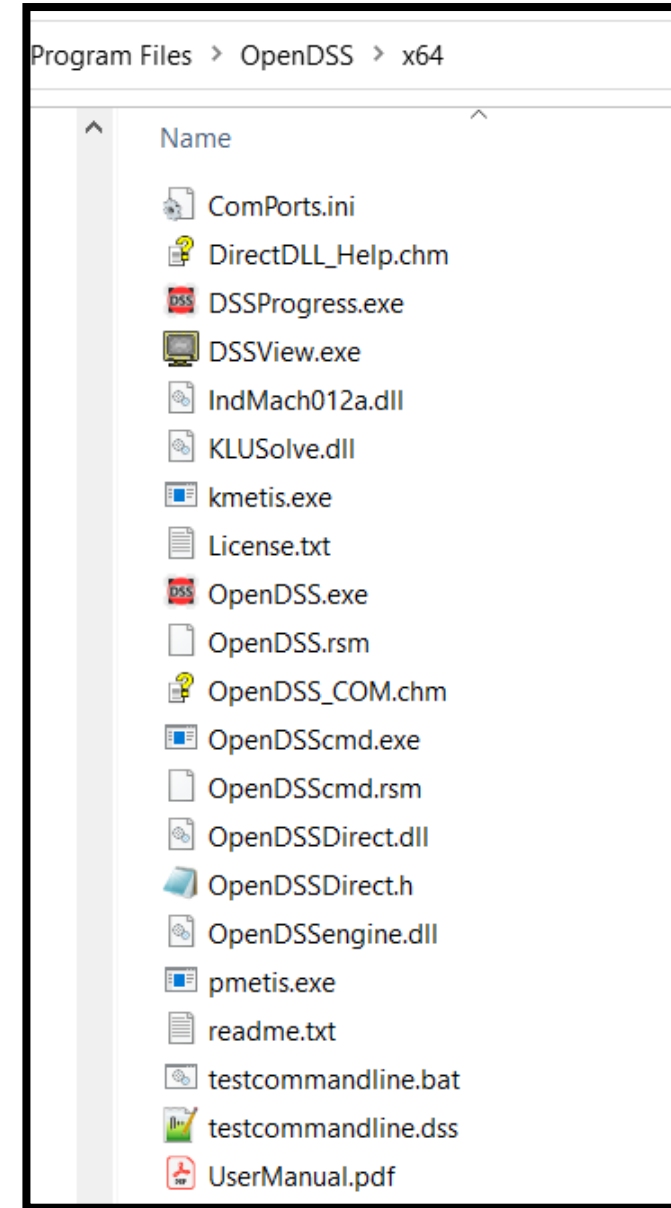 Program Files > OpenDSS > x64
Name
ComPorts.ini
DirectDLL_Help.chm
DSS DSSProgress.exe
DSSView.exe
IndMach012a.dll
KLUSolve.dll
kmetis.exe
License.txt
DSS OpenDSS.exe
OpenDSS.rsm
OpenDSS_COM.chm
OpenDSScmd.exe
OpenDSScmd.rsm
OpenDSSDirect.dll
OpenDSSDirect.h
OpenDSSengine.dll
pmetis.exe
readme.txt
testcommandline.bat
testcommandline.dss
UserManual.pdf